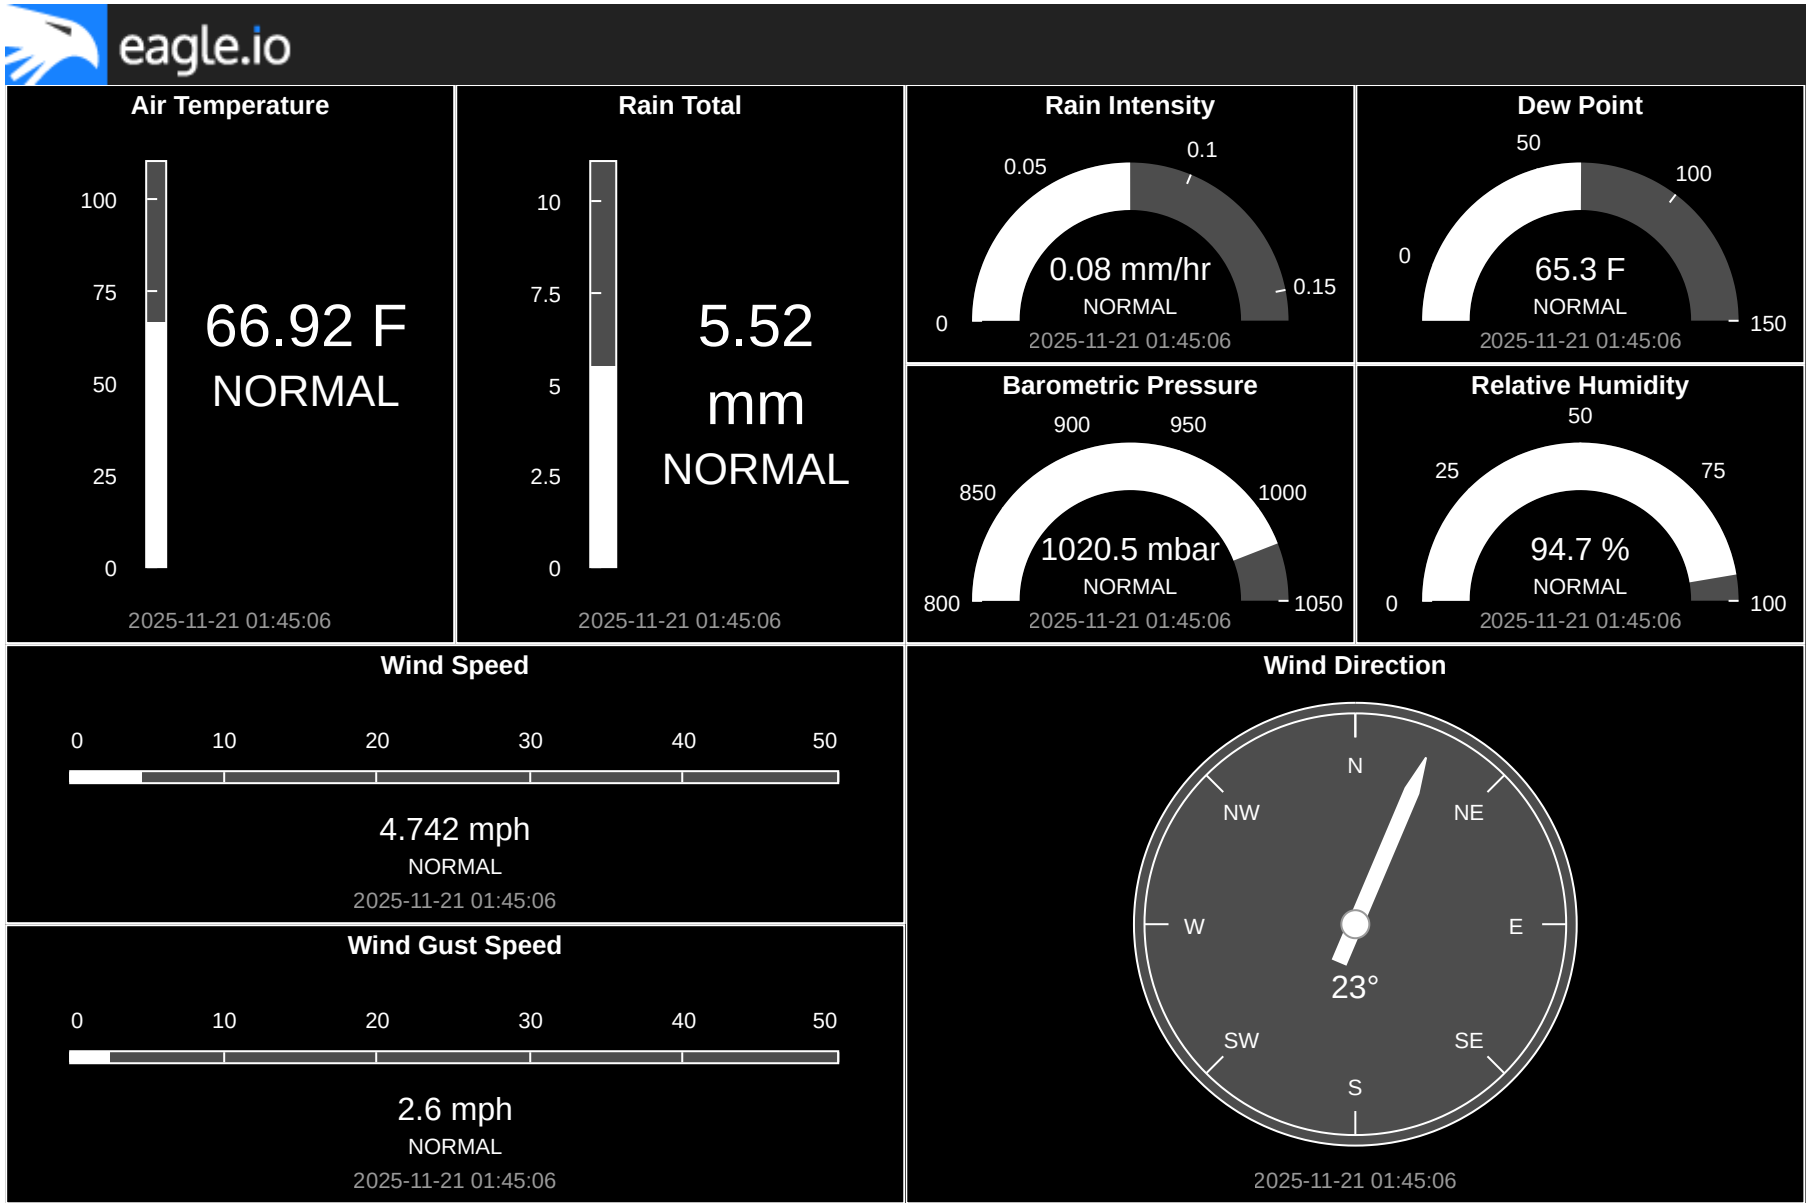 eagle.io
Air Temperature
100
75
50
25
0
66.92 F
NORMAL
2025-11-21 01:45:06
Rain Total
10
7.5
5
2.5
0
5.52
mm
NORMAL
2025-11-21 01:45:06
Rain Intensity
0
0.05
0.1
0.15
0.08 mm/hr
NORMAL
2025-11-21 01:45:06
Dew Point
0
50
100
150
65.3 F
NORMAL
2025-11-21 01:45:06
Barometric Pressure
800
850
900
950
1000
1050
1020.5 mbar
NORMAL
2025-11-21 01:45:06
Relative Humidity
0
25
50
75
100
94.7 %
NORMAL
2025-11-21 01:45:06
Wind Speed
0 10 20 30 40 50
4.742 mph
NORMAL
2025-11-21 01:45:06
Wind Gust Speed
0 10 20 30 40 50
2.6 mph
NORMAL
2025-11-21 01:45:06
Wind Direction
N
NW NE
W E
23°
SW SE
S
2025-11-21 01:45:06